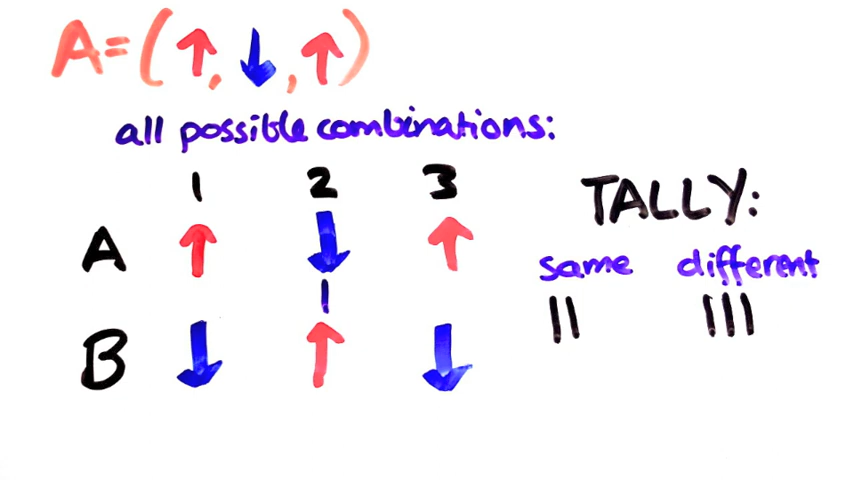 A=(↑,↓,↑)
all possible combinations:
1 2 3
A ↑ ↓ ↑
B ↓ ↑ ↓
TALLY:
same different
|| |||